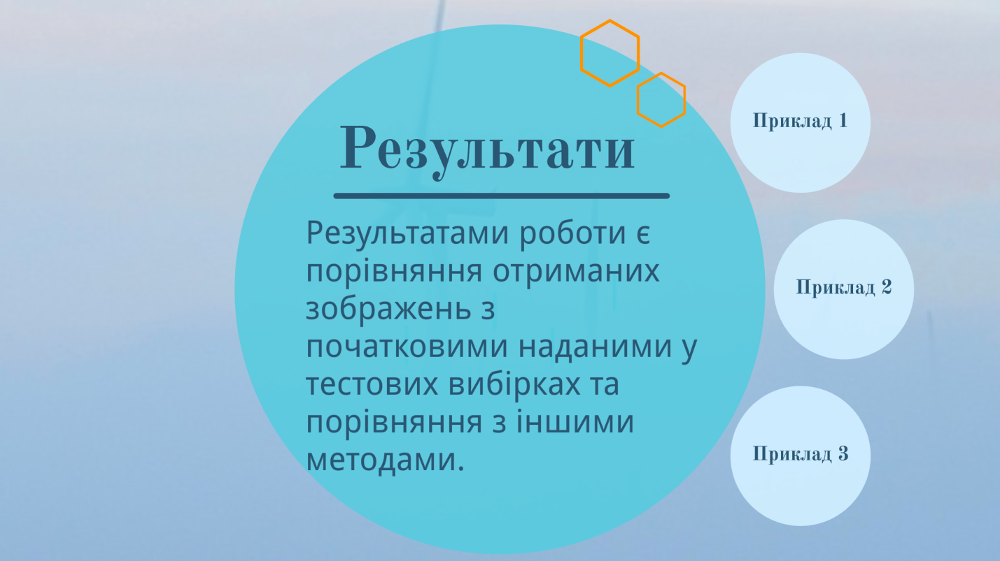 Результати
Результатами роботи є
порівняння отриманих
зображень з
початковими наданими у
тестових вибірках та
порівняння з іншими
методами.
Приклад 1
Приклад 2
Приклад 3